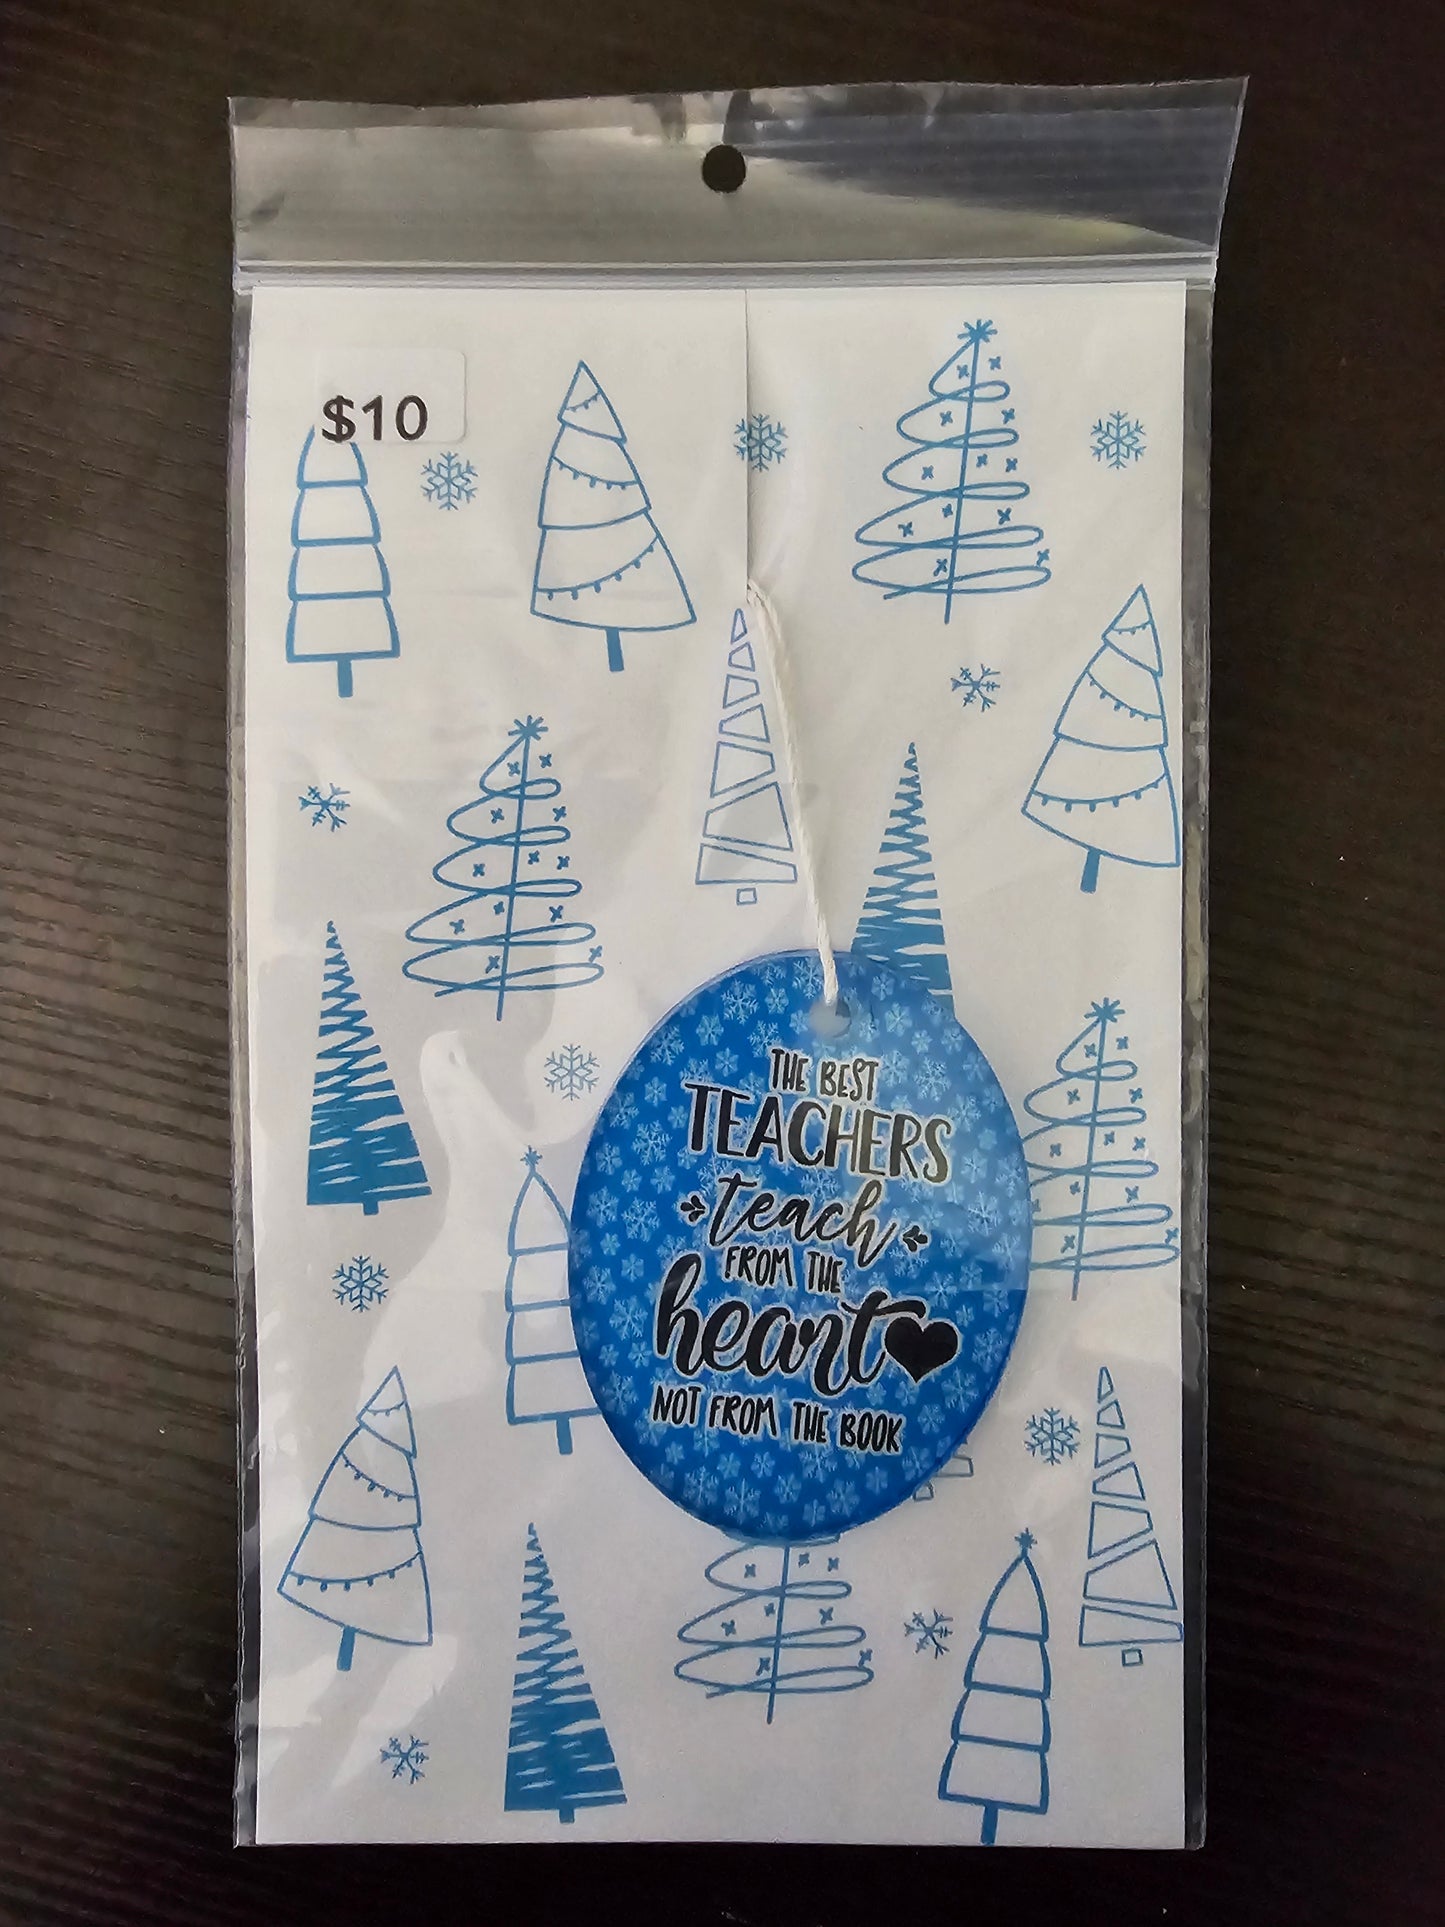 $10
THE BEST
TEACHERS
teach
FROM THE
heart
NOT FROM THE BOOK